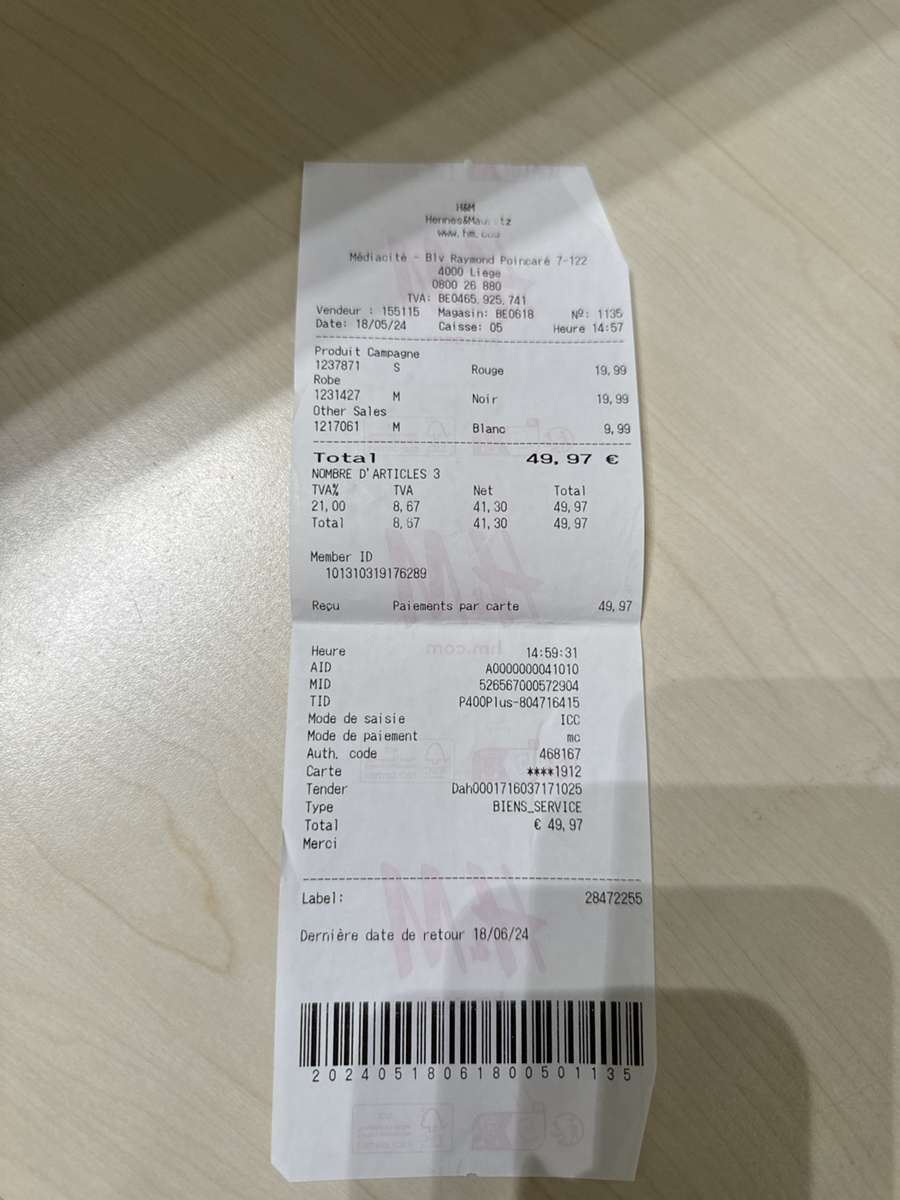 H&M
Hennes&Mauritz
www.hm.com
Médiacité - Blv Raymond Poincaré 7-122
4000 Liege
0800 26 880
TVA: BE0465.925.741
Vendeur : 155115 Magasin: BE0618 Nº: 1135
Date: 18/05/24 Caisse: 05 Heure 14:57
Produit Campagne
1237871 S Rouge 19,99
Robe
1231427 M Noir 19,99
Other Sales
1217061 M Blanc 9,99
Total 49,97 €
NOMBRE D'ARTICLES 3
TVA% TVA Net Total
21,00 8,67 41,30 49,97
Total 8,67 41,30 49,97
Member ID
101310319176289
Reçu Paiements par carte 49,97
Heure 14:59:31
AID A0000000041010
MID 526567000572904
TID P400Plus-804716415
Mode de saisie ICC
Mode de paiement mc
Auth. code 468167
Carte ****1912
Tender Dah0001716037171025
Type BIENS_SERVICE
Total € 49,97
Merci
Label: 28472255
Dernière date de retour 18/06/24
2024051806180050​1135